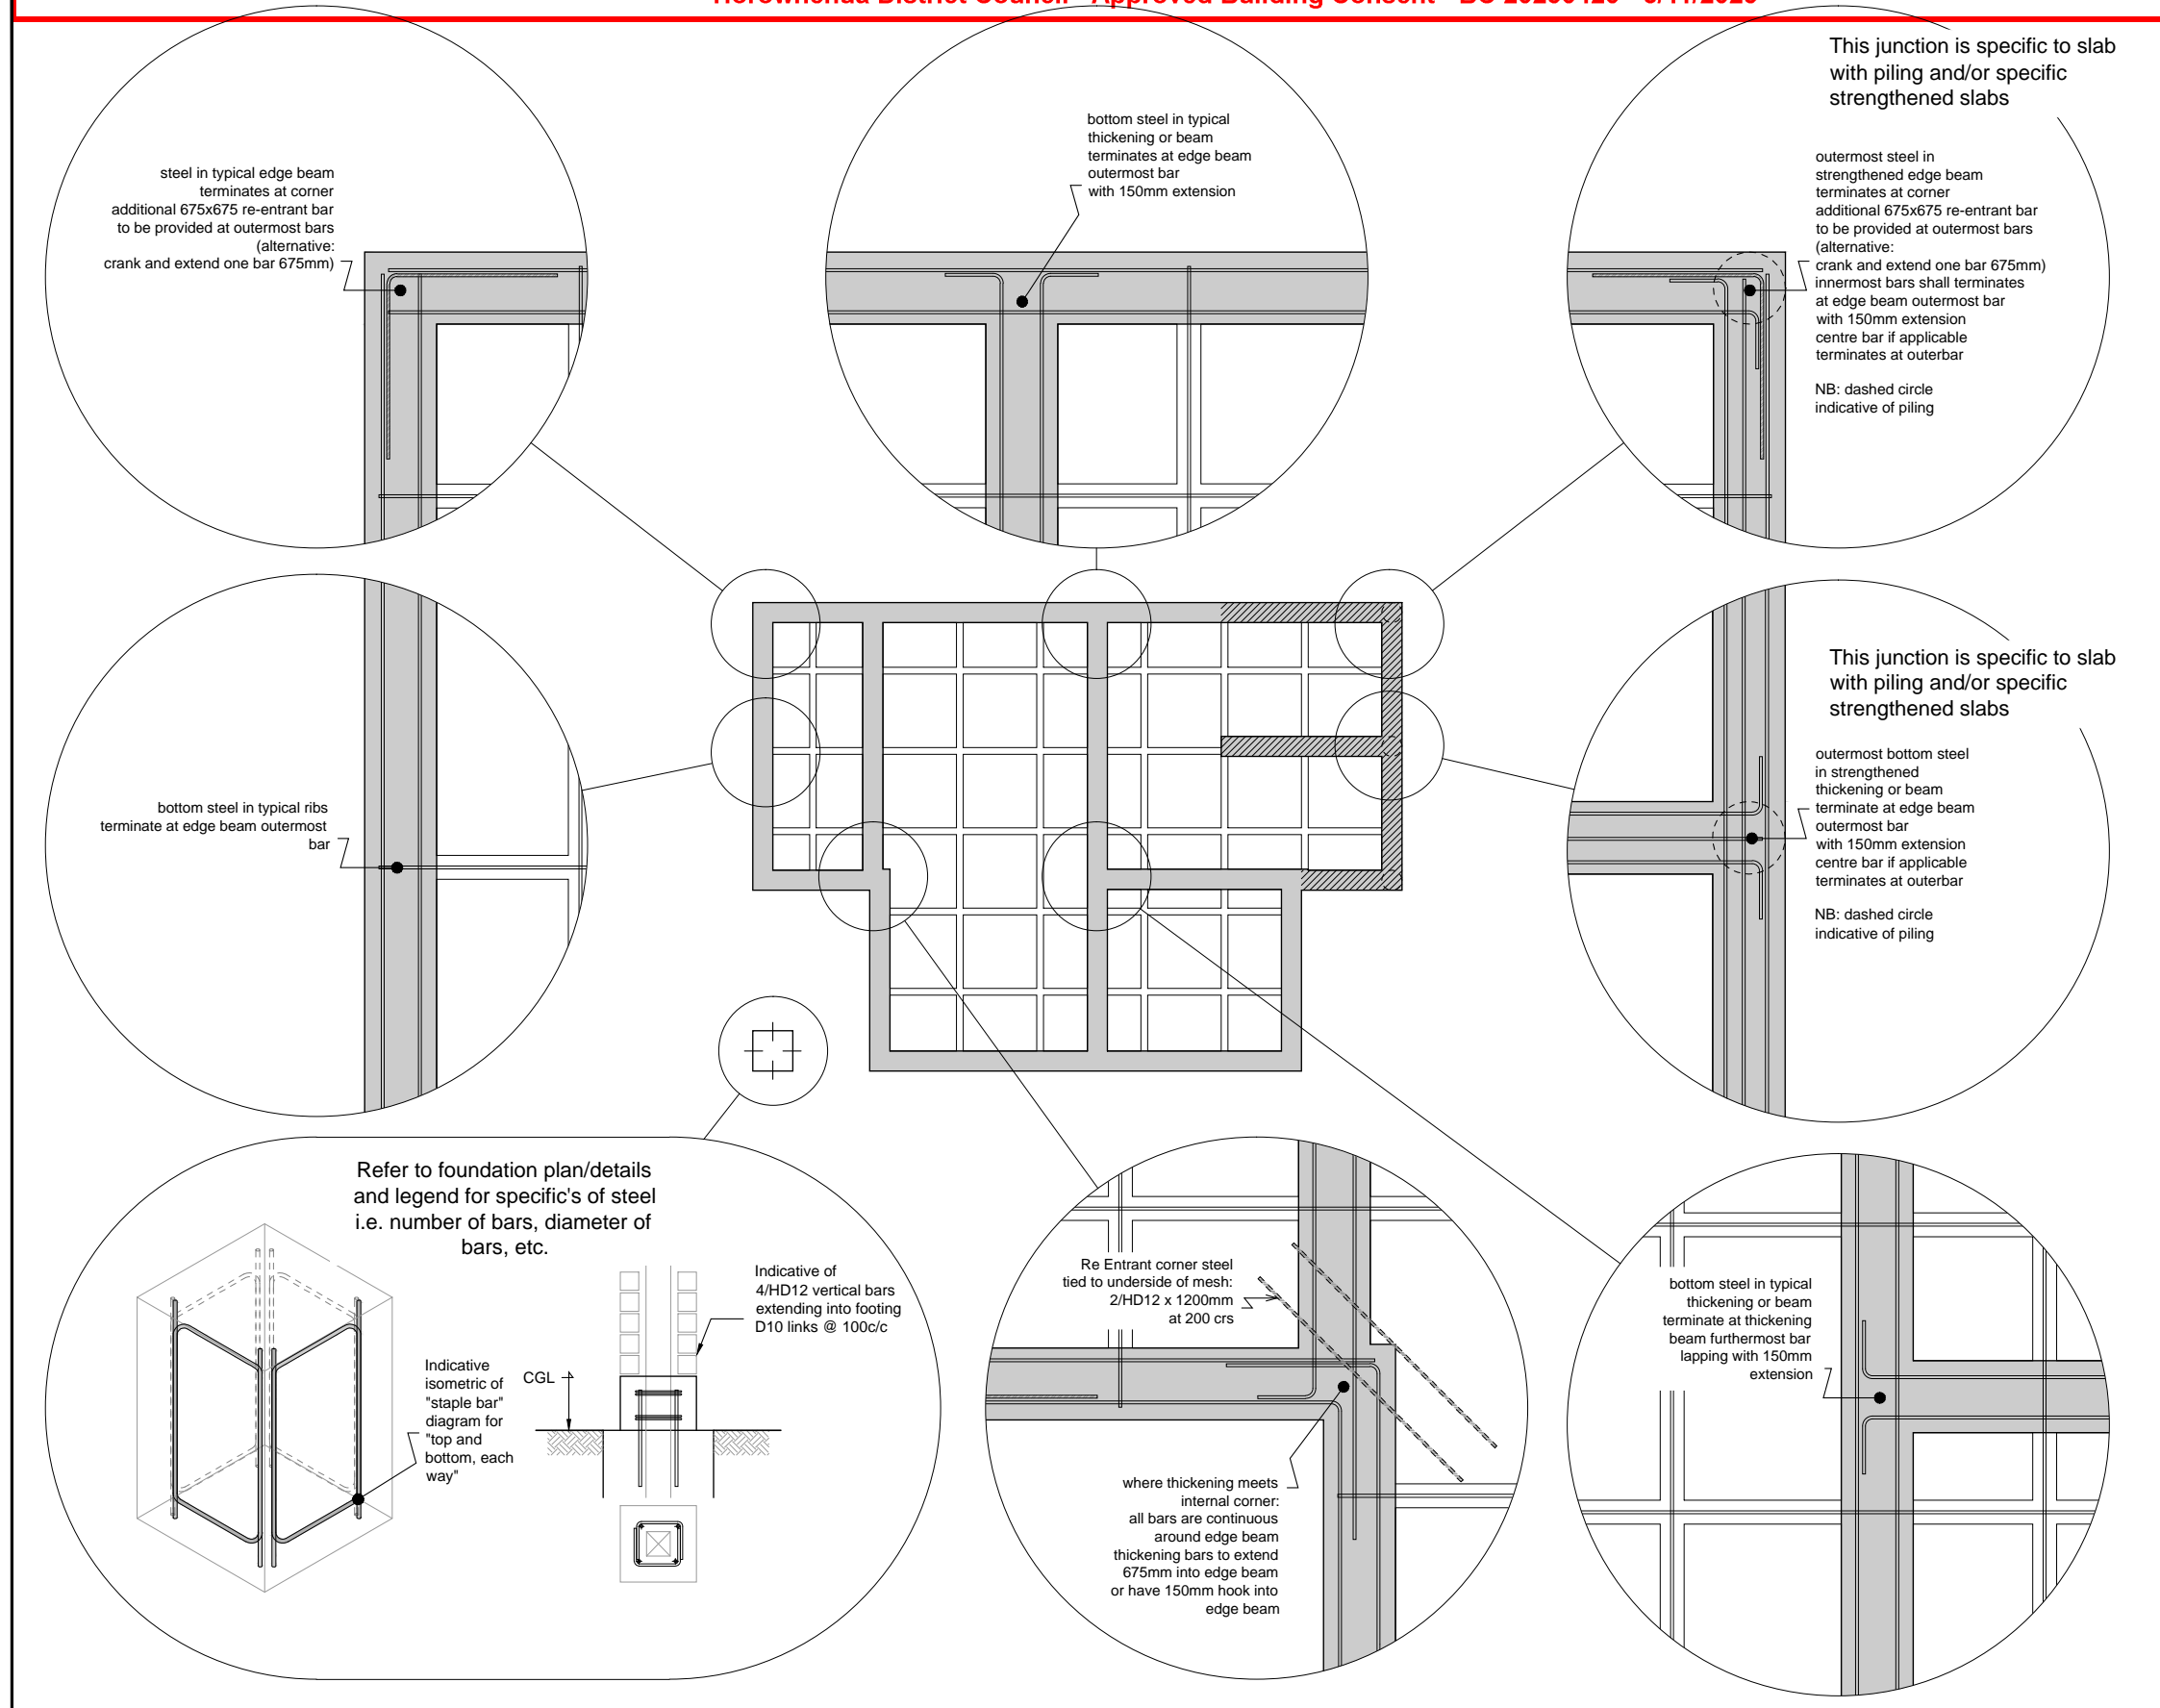 This junction is specific to slab
with piling and/or specific
strengthened slabs
steel in typical edge beam
terminates at corner
additional 675x675 re-entrant bar
to be provided at outermost bars
(alternative:
crank and extend one bar 675mm)
bottom steel in typical
thickening or beam
terminates at edge beam
outermost bar
with 150mm extension
outermost steel in
strengthened edge beam
terminates at corner
additional 675x675 re-entrant bar
to be provided at outermost bars
(alternative:
crank and extend one bar 675mm)
innermost bars shall terminates
at edge beam outermost bar
with 150mm extension
centre bar if applicable
terminates at outerbar
NB: dashed circle
indicative of piling
bottom steel in typical ribs
terminate at edge beam outermost
bar
This junction is specific to slab
with piling and/or specific
strengthened slabs
outermost bottom steel
in strengthened
thickening or beam
terminate at edge beam
outermost bar
with 150mm extension
centre bar if applicable
terminates at outerbar
NB: dashed circle
indicative of piling
Refer to foundation plan/details
and legend for specific's of steel
i.e. number of bars, diameter of
bars, etc.
Indicative
isometric of
"staple bar"
diagram for
"top and
bottom, each
way"
CGL
Indicative of
4/HD12 vertical bars
extending into footing
D10 links @ 100c/c
Re Entrant corner steel
tied to underside of mesh:
2/HD12 x 1200mm
at 200 crs
where thickening meets
internal corner:
all bars are continuous
around edge beam
thickening bars to extend
675mm into edge beam
or have 150mm hook into
edge beam
bottom steel in typical
thickening or beam
terminate at thickening
beam furthermost bar
lapping with 150mm
extension